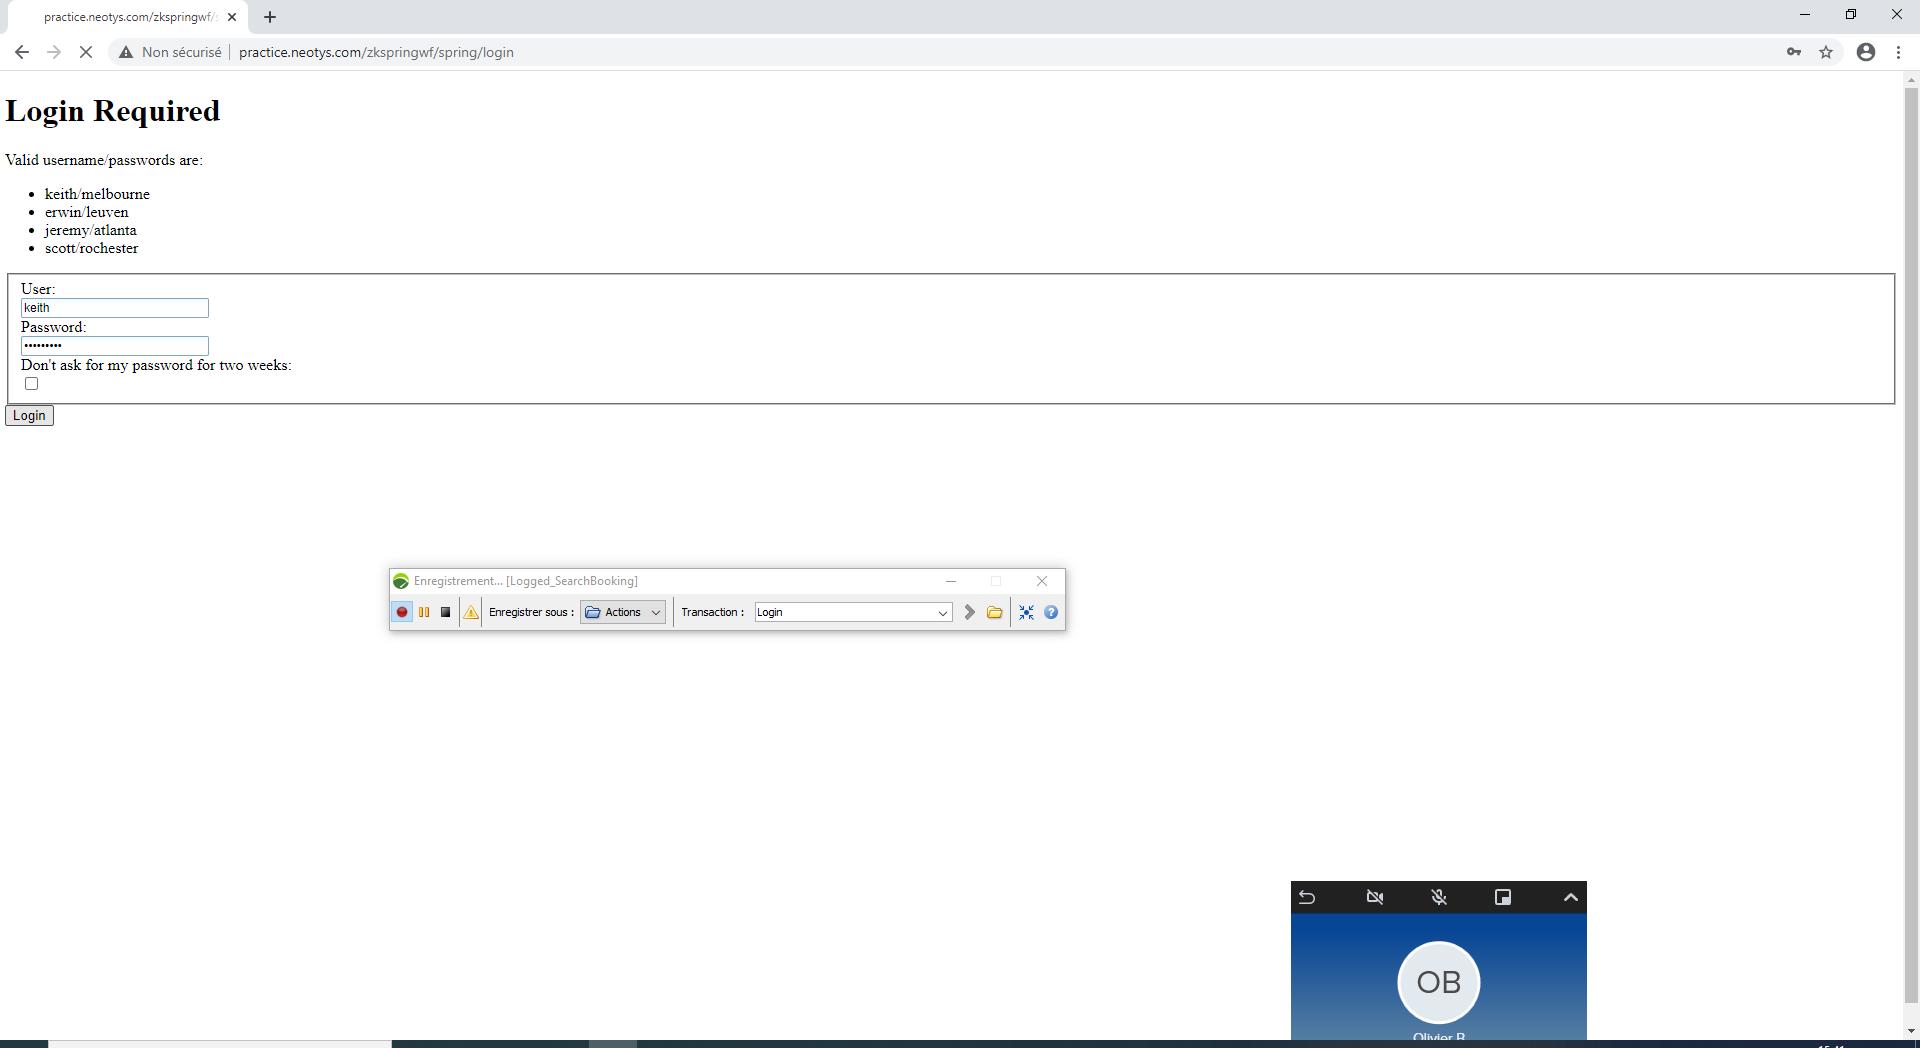 practice.neotys.com/zkspringwf/s
Non sécurisé
practice.neotys.com/zkspringwf/spring/login
Login Required
Valid username/passwords are:
keith/melbourne
erwin/leuven
jeremy/atlanta
scott/rochester
User:
keith
Password:
•••••••••
Don't ask for my password for two weeks:
Login
Enregistrement... [Logged_SearchBooking]
Enregistrer sous : Actions Transaction : Login
OB
Olivier B